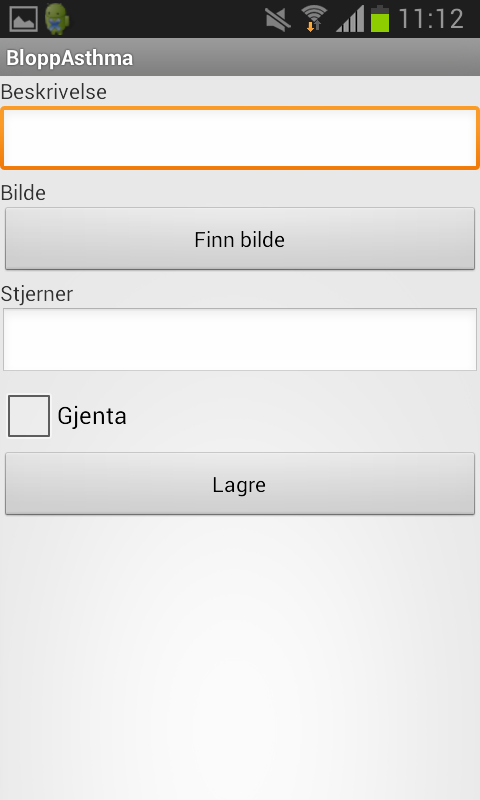 11:12
BloppAsthma
Beskrivelse
Bilde
Finn bilde
Stjerner
Gjenta
Lagre